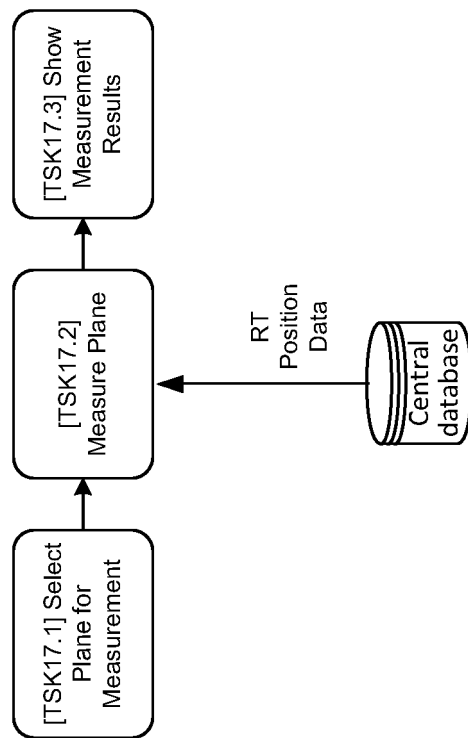 [TSK17.1] Select
Plane for
Measurement
[TSK17.2]
Measure Plane
[TSK17.3] Show
Measurement
Results
RT
Position
Data
Central
database